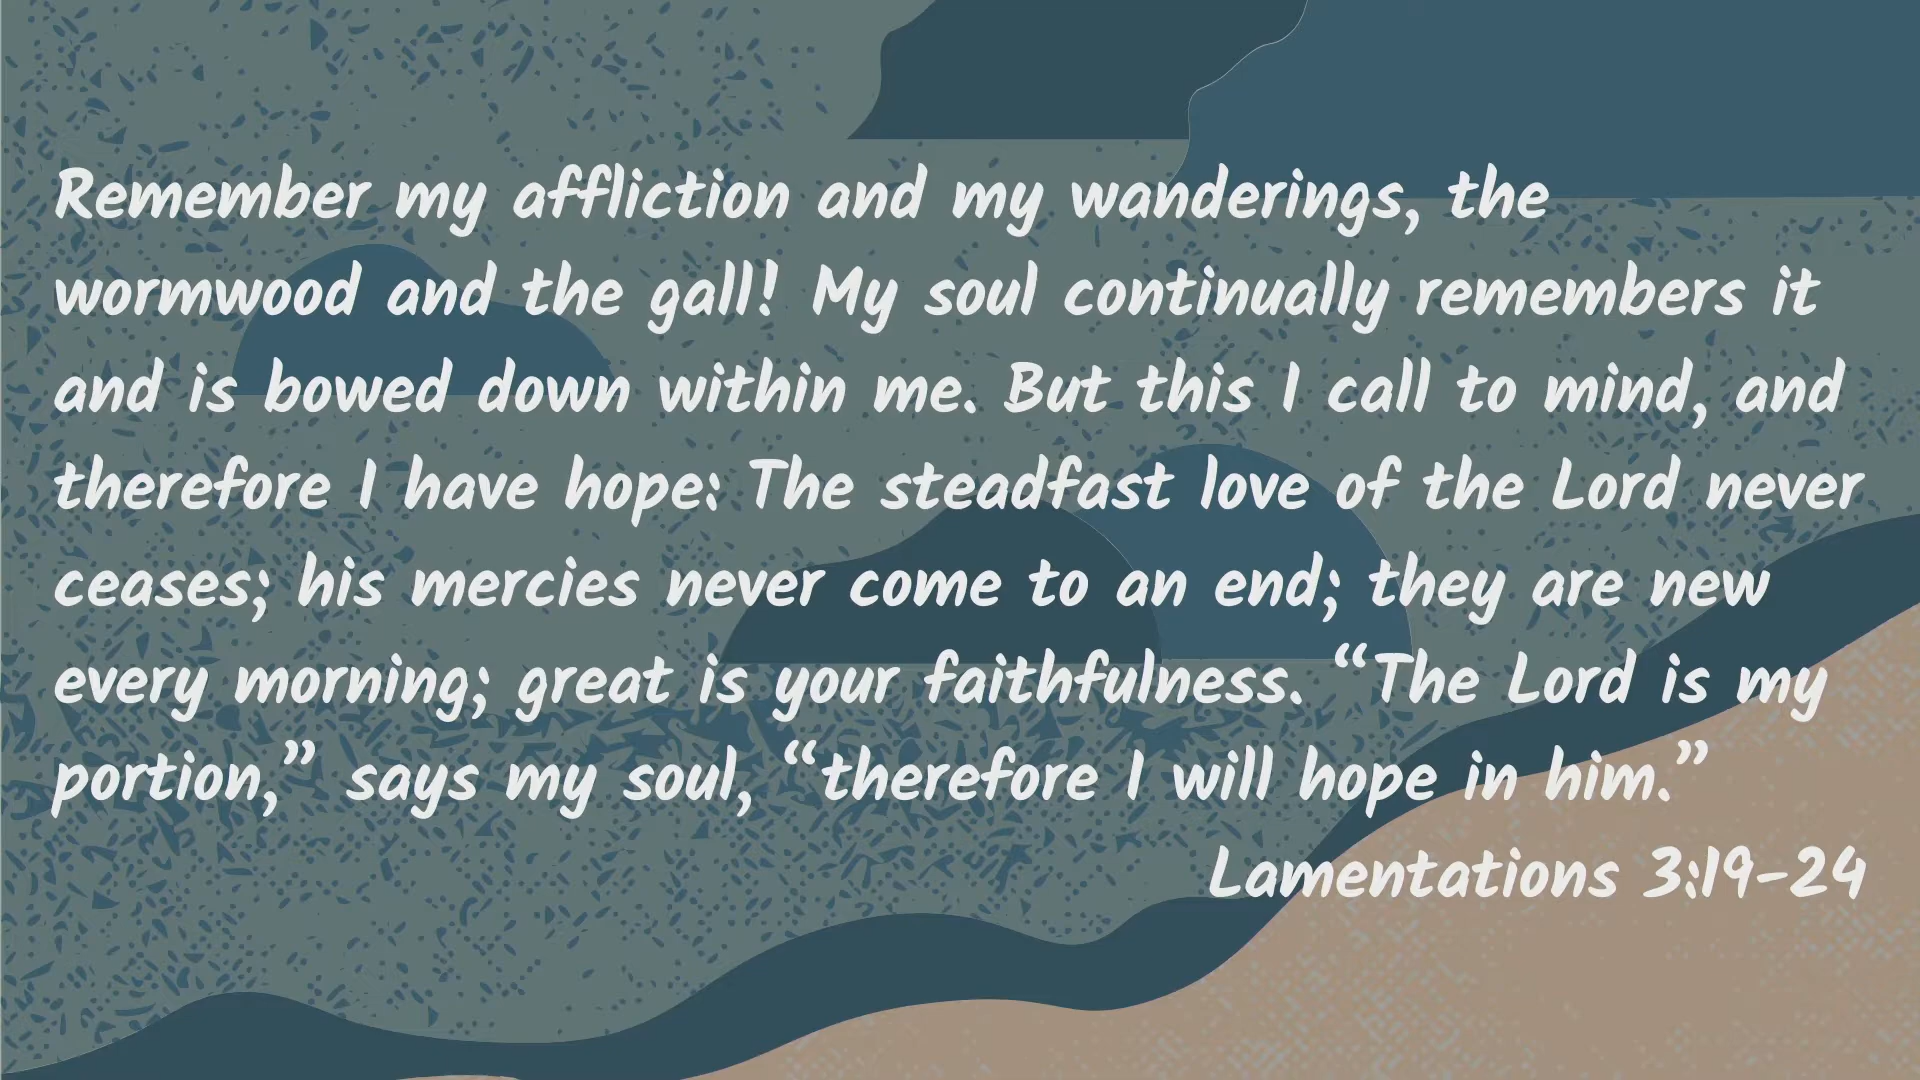 Remember my affliction and my wanderings, the
wormwood and the gall! My soul continually remembers it
and is bowed down within me. But this I call to mind, and
therefore I have hope: The steadfast love of the Lord never
ceases; his mercies never come to an end; they are new
every morning; great is your faithfulness. “The Lord is my
portion,” says my soul, “therefore I will hope in him.”
Lamentations 3:19-24